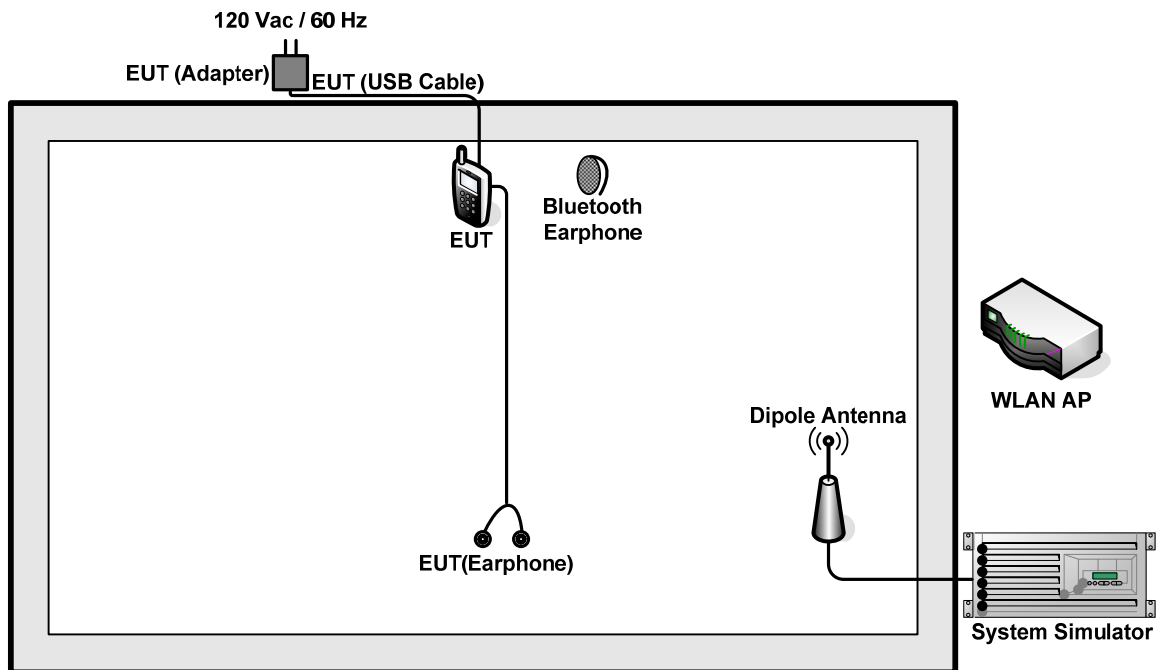 120 Vac / 60 Hz
EUT (Adapter)
EUT (USB Cable)
EUT
Bluetooth
Earphone
WLAN AP
Dipole Antenna
EUT(Earphone)
System Simulator